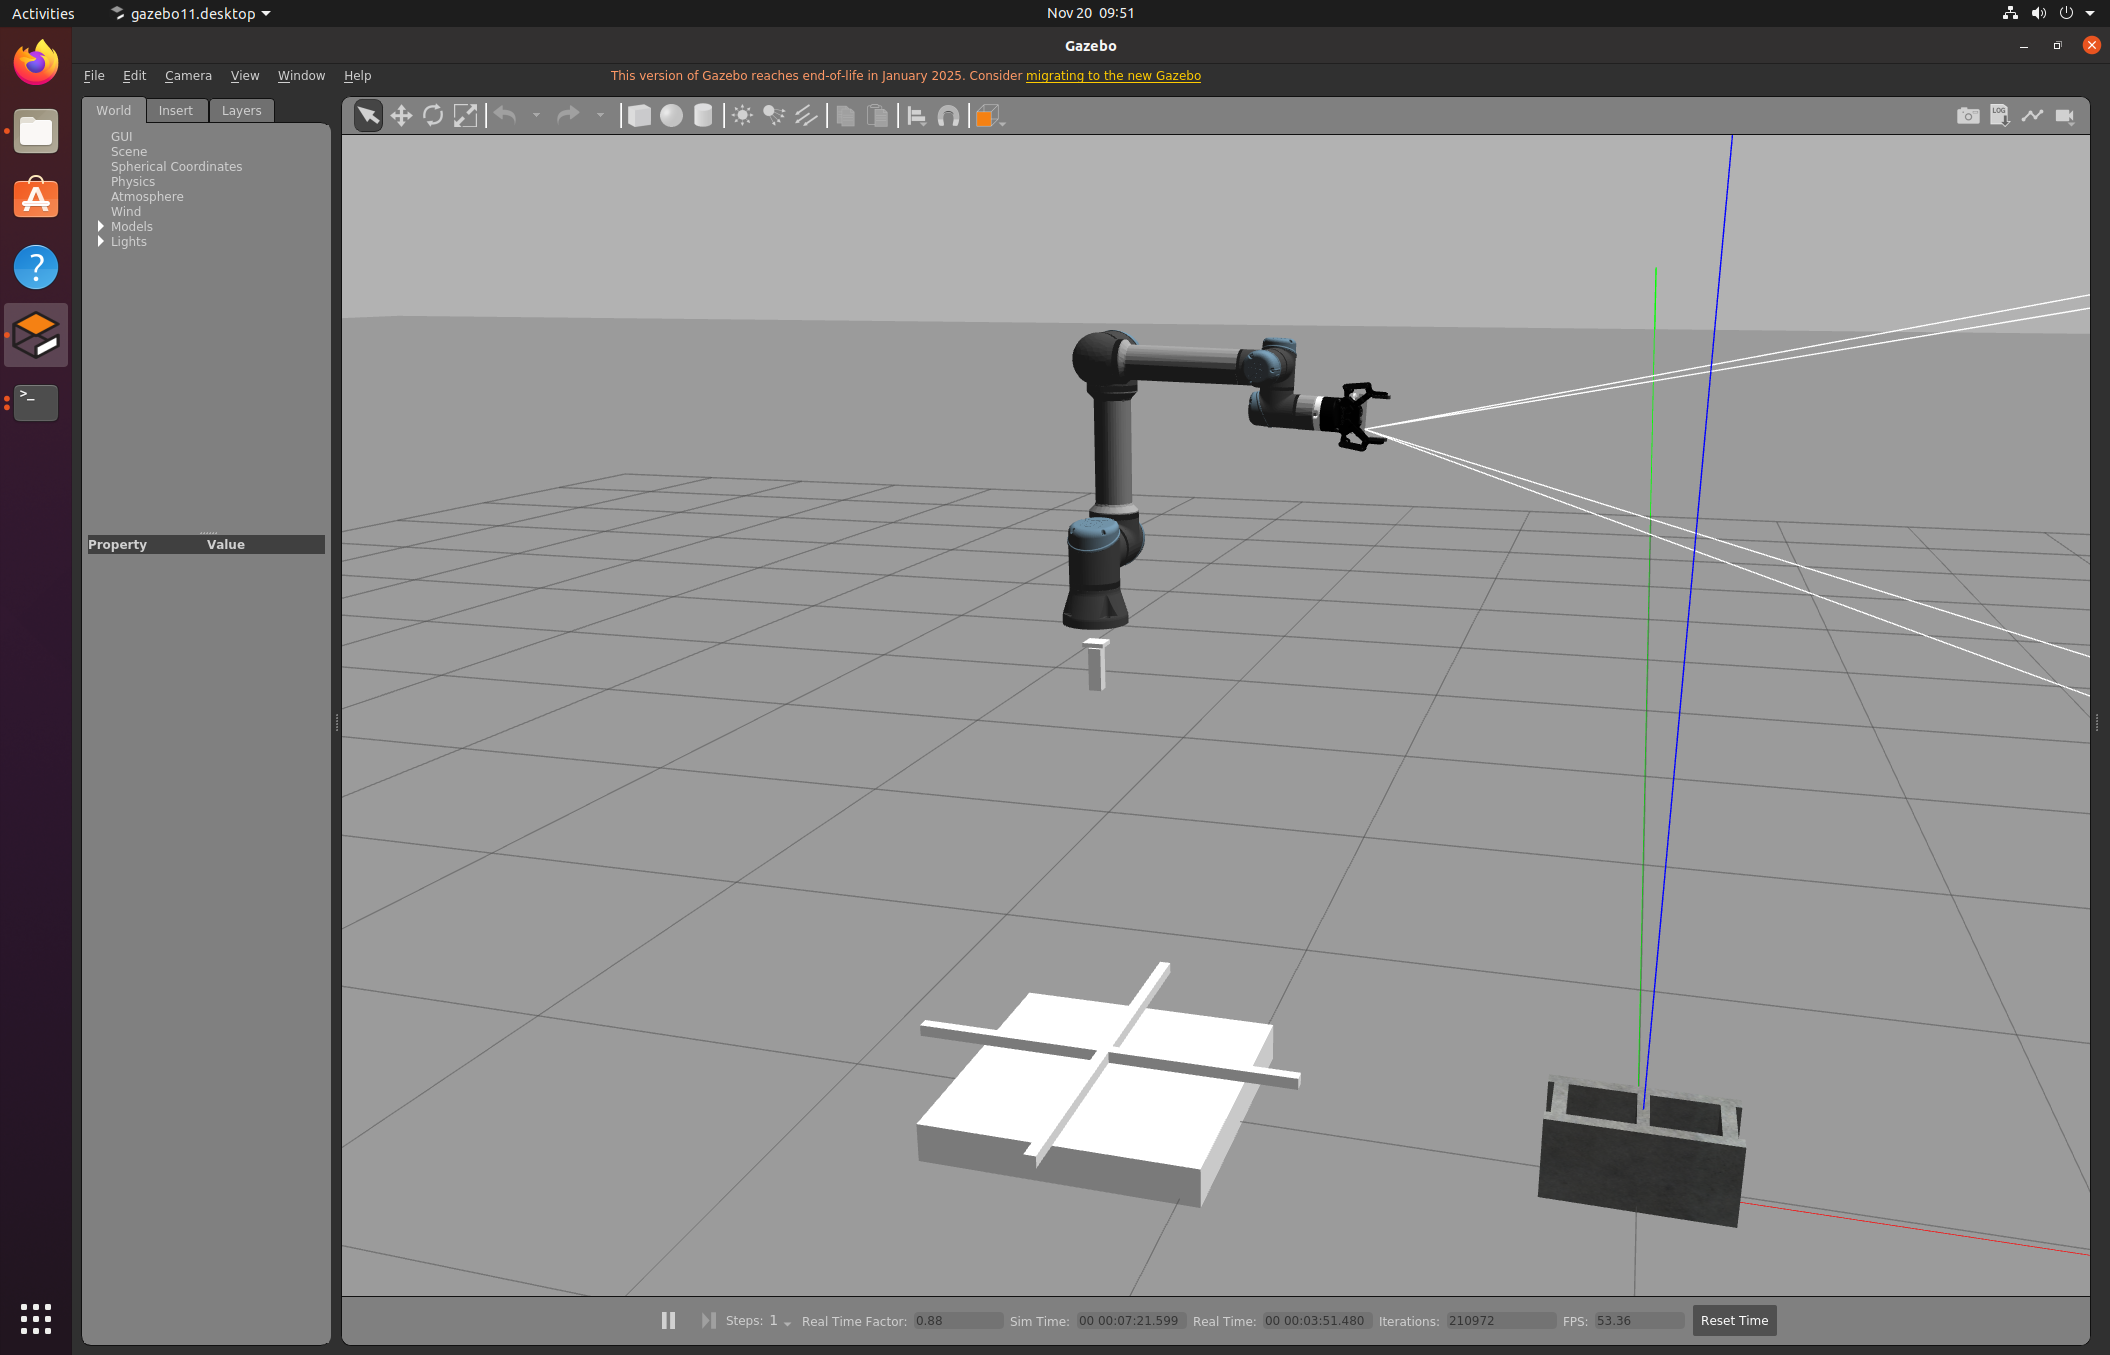 Activities
gazebo11.desktop
Nov 20 09:51
Gazebo
File Edit Camera View Window Help
This version of Gazebo reaches end-of-life in January 2025. Consider migrating to the new Gazebo
World Insert Layers
GUI
Scene
Spherical Coordinates
Physics
Atmosphere
Wind
Models
Lights
Property Value
LOG
>_
?
Steps: 1 Real Time Factor: 0.88 Sim Time: 00 00:07:21.599 Real Time: 00 00:03:51.480 Iterations: 210972 FPS: 53.36 Reset Time